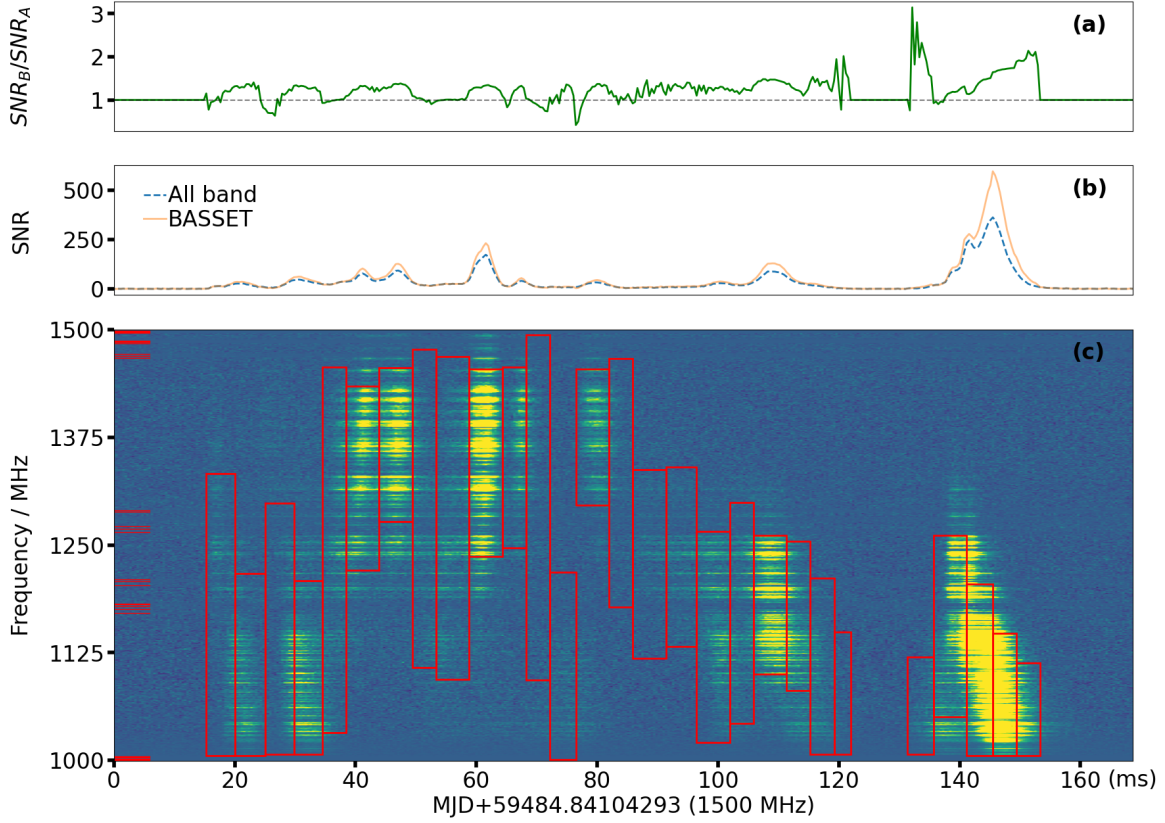 SNR_B/SNR_A
3
2
1
(a)
SNR
500
250
0
All band
BASSET
(b)
Frequency / MHz
1500
1375
1250
1125
1000
(c)
0 20 40 60 80 100 120 140 160 (ms)
MJD+59484.84104293 (1500 MHz)